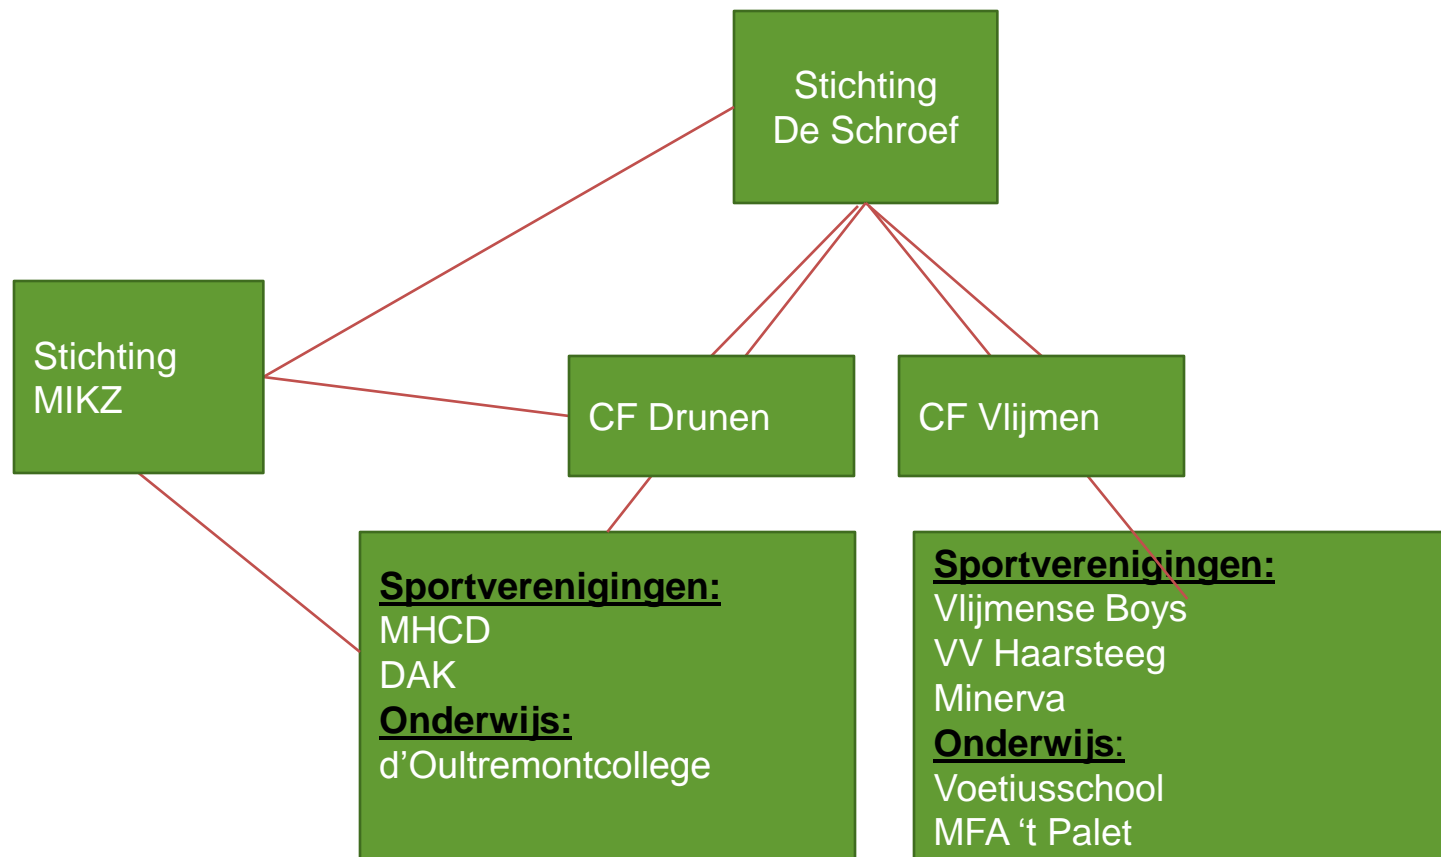 Stichting
De Schroef
Stichting
MIKZ
CF Drunen
CF Vlijmen
Sportverenigingen:
MHCD
DAK
Onderwijs:
d’Oultremontcollege
Sportverenigingen:
Vlijmense Boys
VV Haarsteeg
Minerva
Onderwijs:
Voetiusschool
MFA ‘t Palet